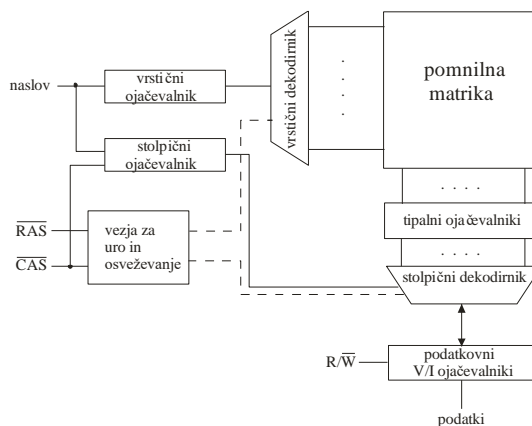 naslov
vrstični
ojačevalnik
vrstični dekodirnik
. . . .
pomnilna
matrika
stolpični
ojačevalnik
. . . .
RAS
CAS
vezja za
uro in
osveževanje
tipalni ojačevalniki
. . . .
stolpični dekodirnik
R/W
podatkovni
V/I ojačevalniki
podatki